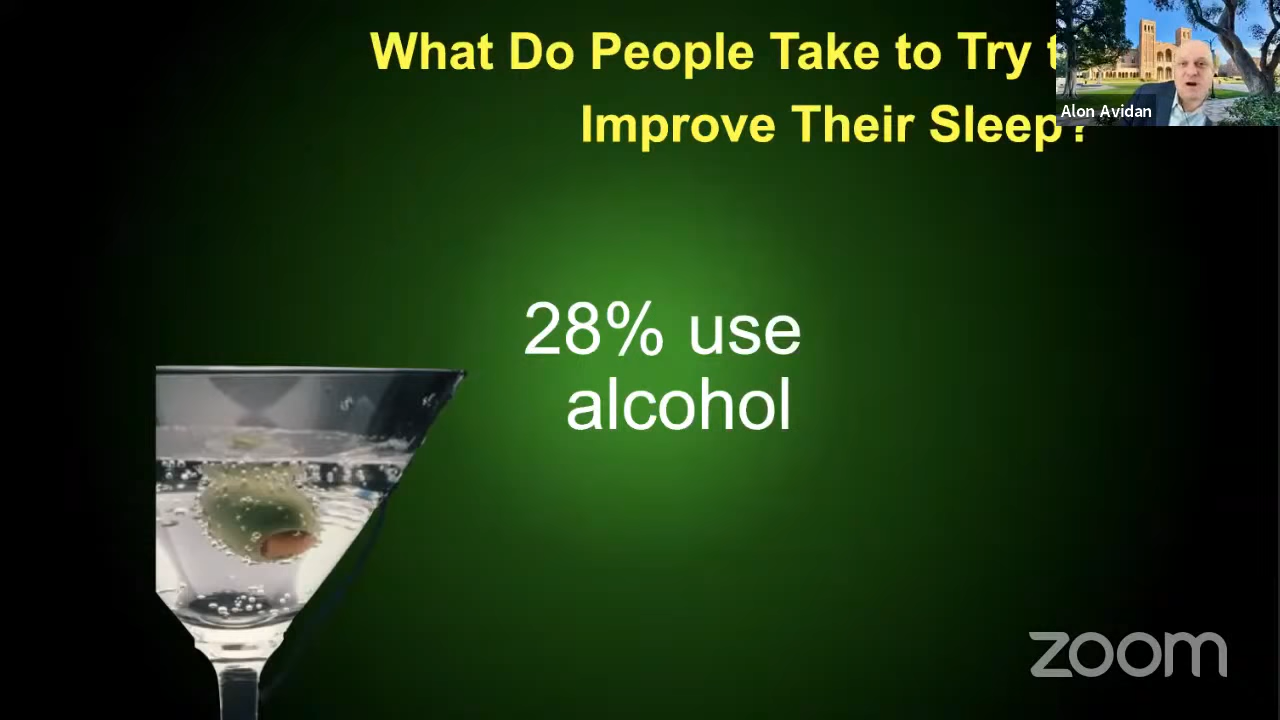 What Do People Take to Try t
Improve Their Sleep?
Alon Avidan
28% use
alcohol
zoom